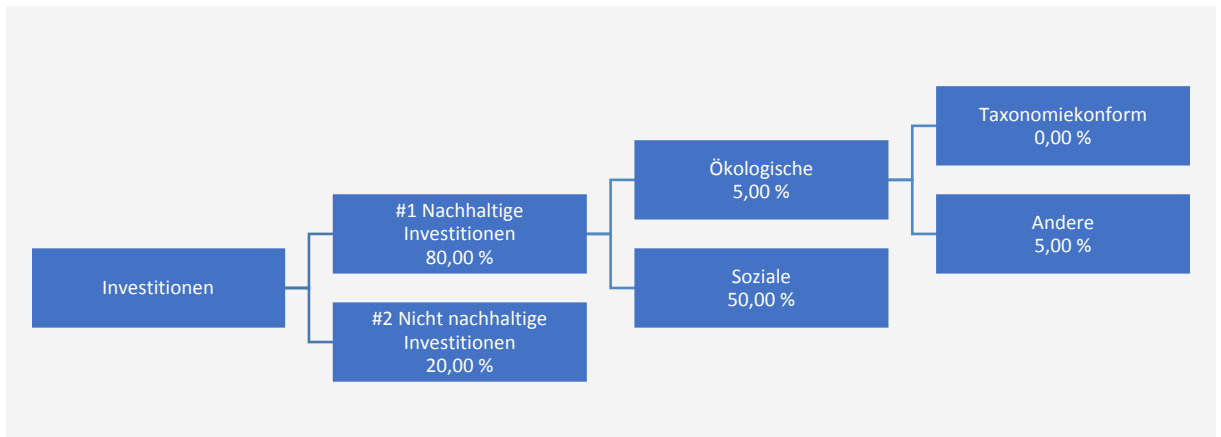 Investitionen
#1 Nachhaltige
Investitionen
80,00 %
#2 Nicht nachhaltige
Investitionen
20,00 %
Ökologische
5,00 %
Soziale
50,00 %
Taxonomiekonform
0,00 %
Andere
5,00 %